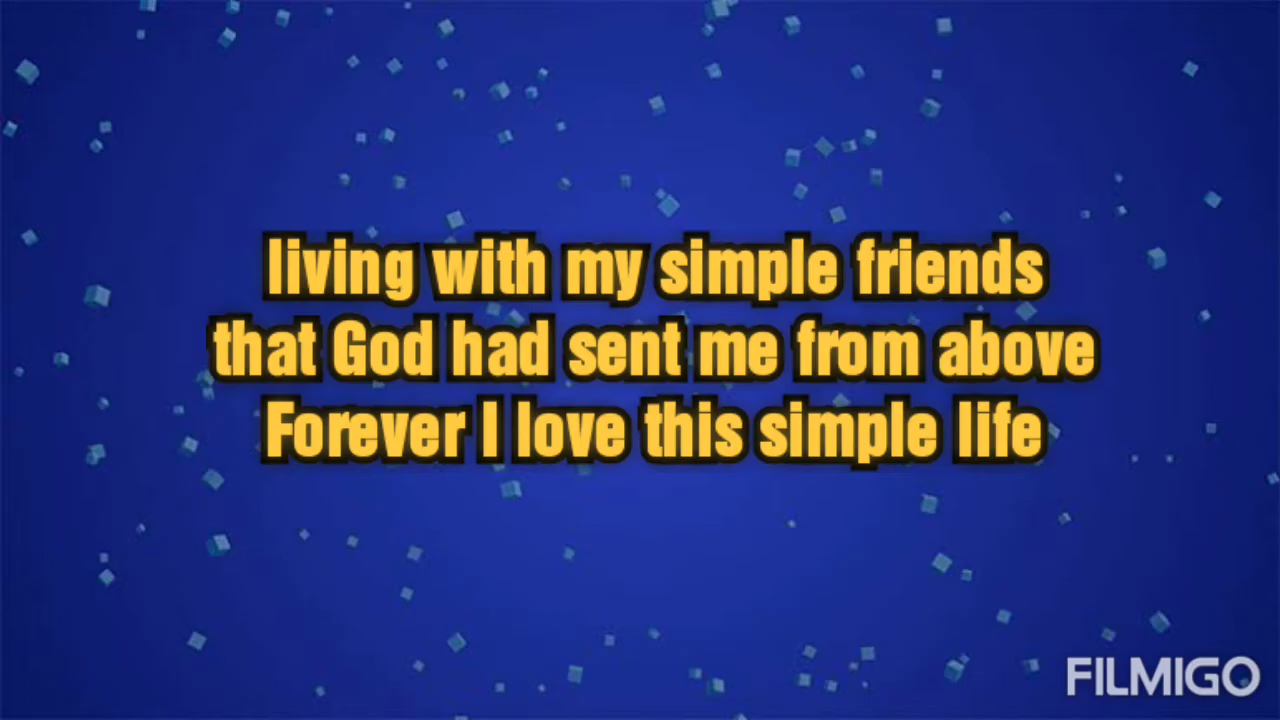 living with my simple friends
that God had sent me from above
Forever I love this simple life
FILMIGO